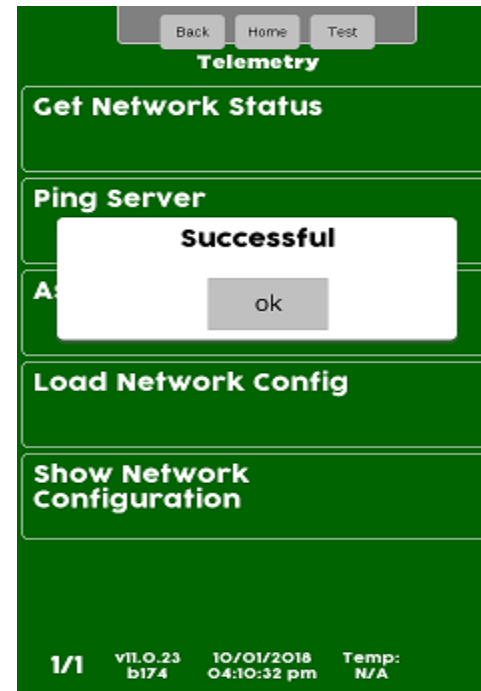 Back Home Test
Telemetry
Get Network Status
Ping Server
Successful
ok
Load Network Config
Show Network
Configuration
1/1
v11.0.23
b174
10/01/2018
04:10:32 pm
Temp:
N/A